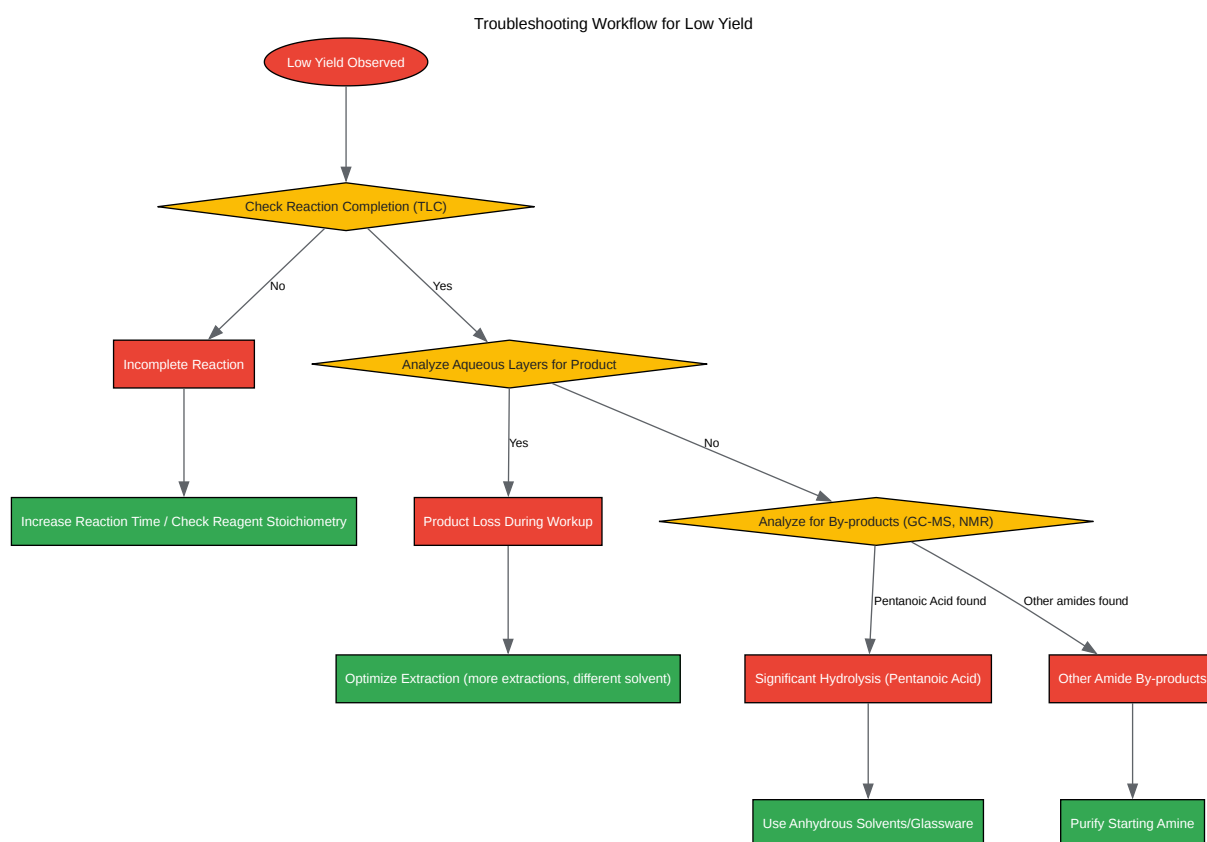 Troubleshooting Workflow for Low Yield
Low Yield Observed
Check Reaction Completion (TLC)
No
Yes
Incomplete Reaction
Analyze Aqueous Layers for Product
Yes
No
Increase Reaction Time / Check Reagent Stoichiometry
Product Loss During Workup
Analyze for By-products (GC-MS, NMR)
Pentanoic Acid found
Other amides found
Optimize Extraction (more extractions, different solvent)
Significant Hydrolysis (Pentanoic Acid)
Other Amide By-products
Use Anhydrous Solvents/Glassware
Purify Starting Amine